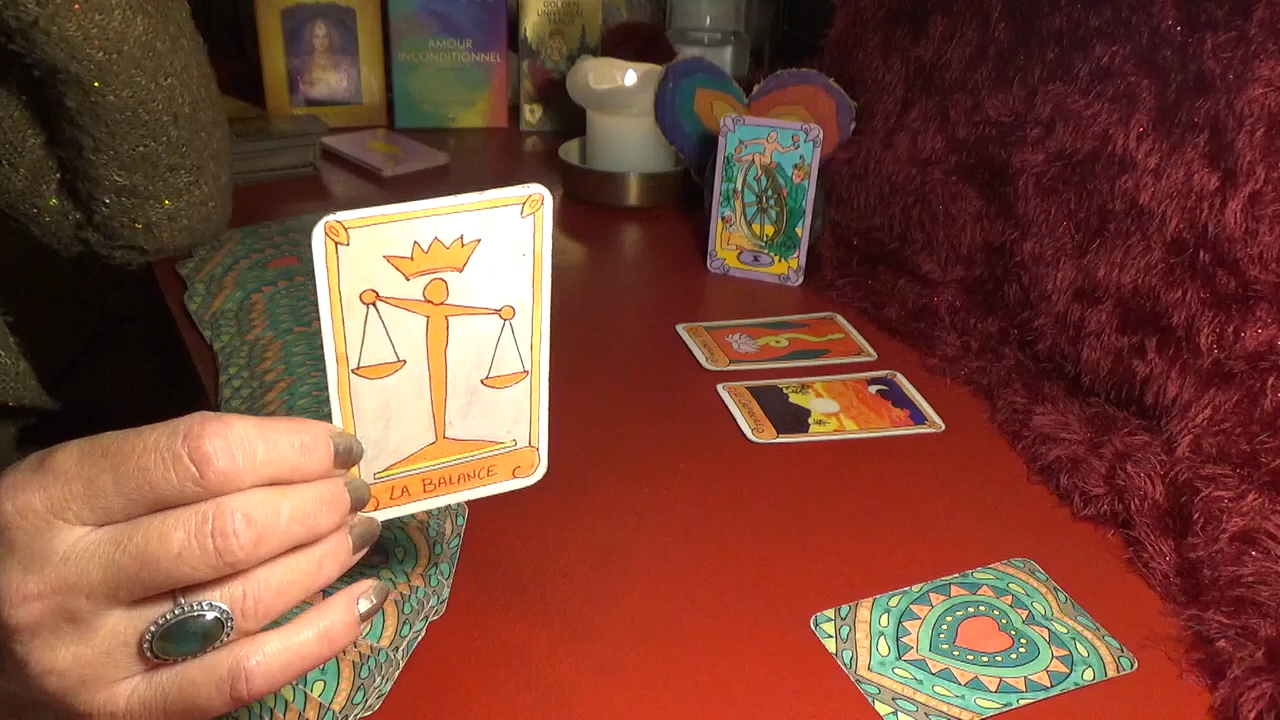 AMOUR
INCONDITIONNEL
GOLDEN
UNIVERSAL
TAROT
X
LA BALANCE